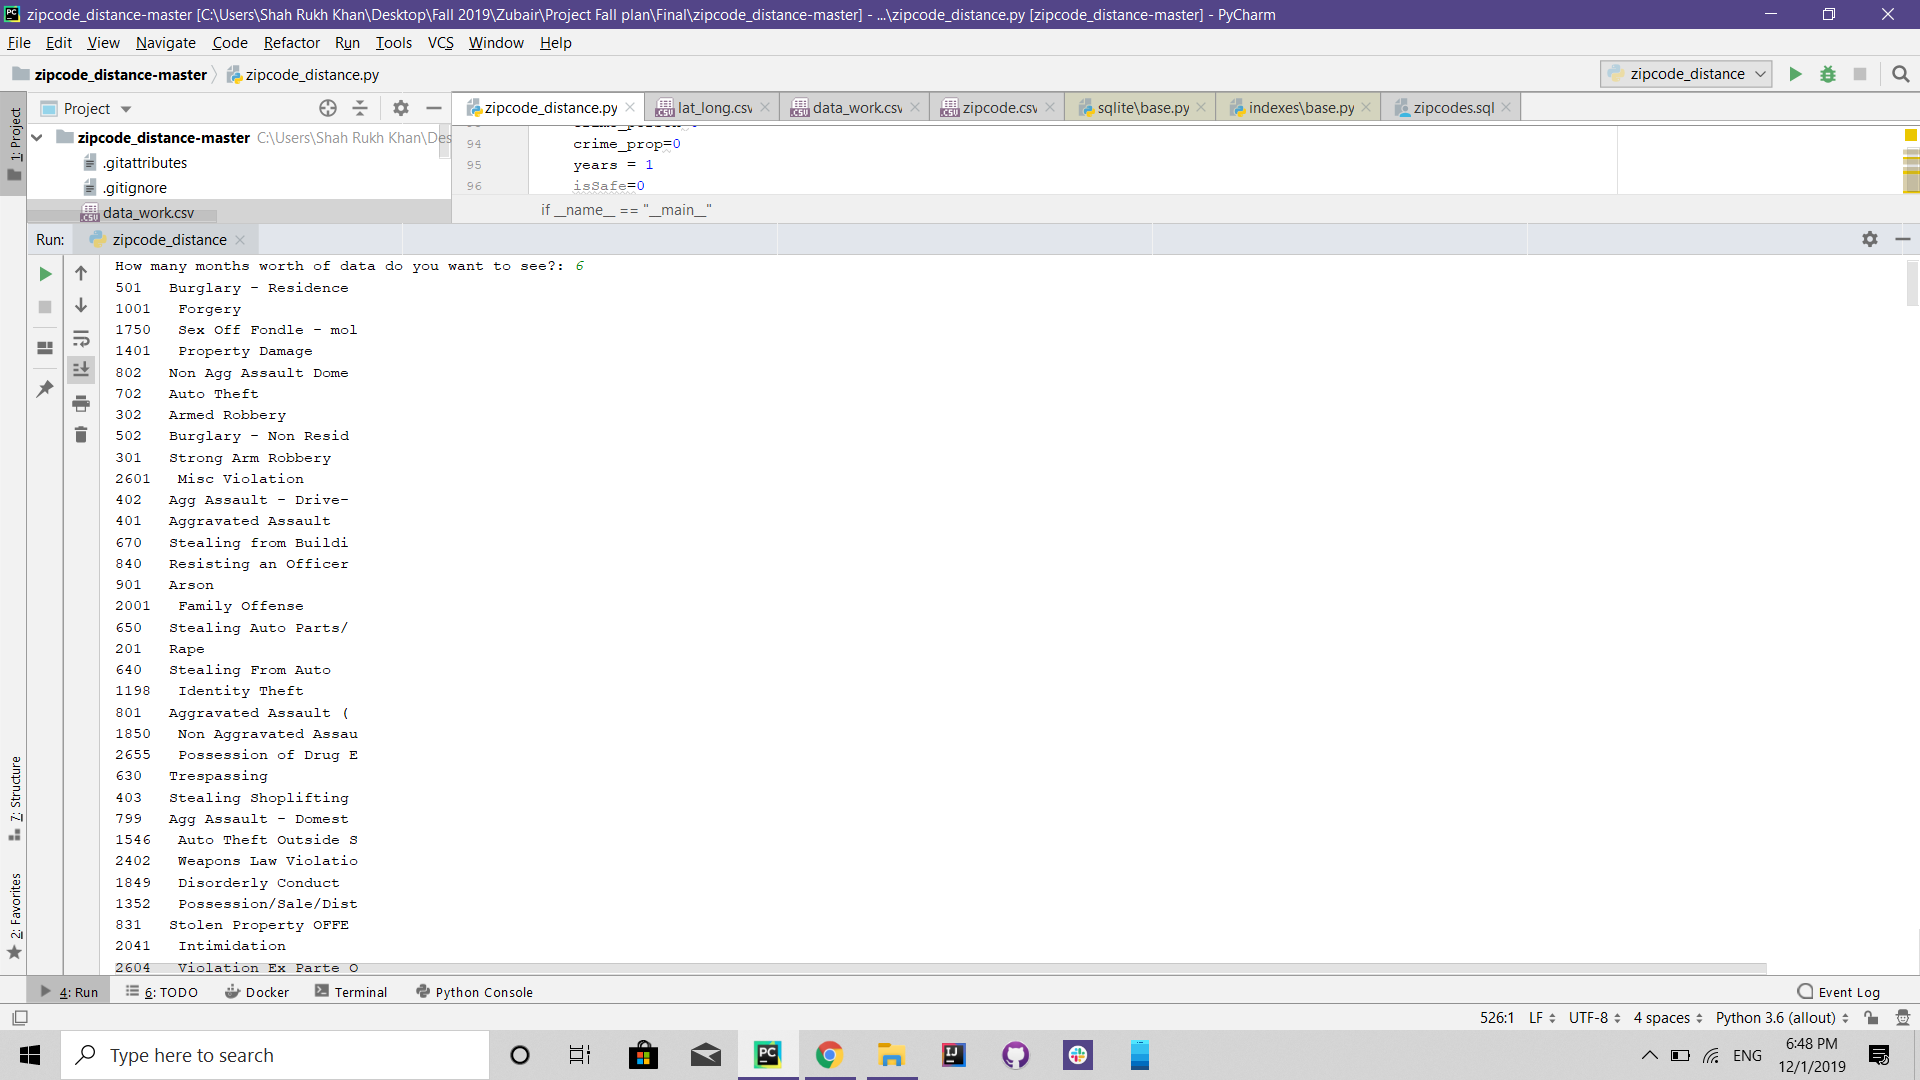 zipcode_distance-master [C:\Users\Shah Rukh Khan\Desktop\Fall 2019\Zubair\Project Fall plan\Final\zipcode_distance-master] - ...\zipcode_distance.py [zipcode_distance-master] - PyCharm
File Edit View Navigate Code Refactor Run Tools VCS Window Help
zipcode_distance-master zipcode_distance.py zipcode_distance
Project zipcode_distance.py lat_long.csv data_work.csv zipcode.csv sqlite\base.py indexes\base.py zipcodes.sql
1: Project
zipcode_distance-master C:\Users\Shah Rukh Khan\Des
.gitattributes
.gitignore
data_work.csv
94 crime_prop=0
95 years = 1
96 isSafe=0
if __name__ == "__main__"
Run: zipcode_distance
How many months worth of data do you want to see?: 6
501 Burglary - Residence
1001 Forgery
1750 Sex Off Fondle - mol
1401 Property Damage
802 Non Agg Assault Dome
702 Auto Theft
302 Armed Robbery
502 Burglary - Non Resid
301 Strong Arm Robbery
2601 Misc Violation
402 Agg Assault - Drive-
401 Aggravated Assault
670 Stealing from Buildi
840 Resisting an Officer
901 Arson
2001 Family Offense
650 Stealing Auto Parts/
201 Rape
640 Stealing From Auto
1198 Identity Theft
801 Aggravated Assault (
1850 Non Aggravated Assau
2655 Possession of Drug E
630 Trespassing
403 Stealing Shoplifting
799 Agg Assault - Domest
1546 Auto Theft Outside S
2402 Weapons Law Violatio
1849 Disorderly Conduct
1352 Possession/Sale/Dist
831 Stolen Property OFFE
2041 Intimidation
2604 Violation Ex Parte O
7: Structure
2: Favorites
4: Run 6: TODO Docker Terminal Python Console Event Log
526:1 LF UTF-8 4 spaces Python 3.6 (allout)
Type here to search
ENG
6:48 PM
12/1/2019